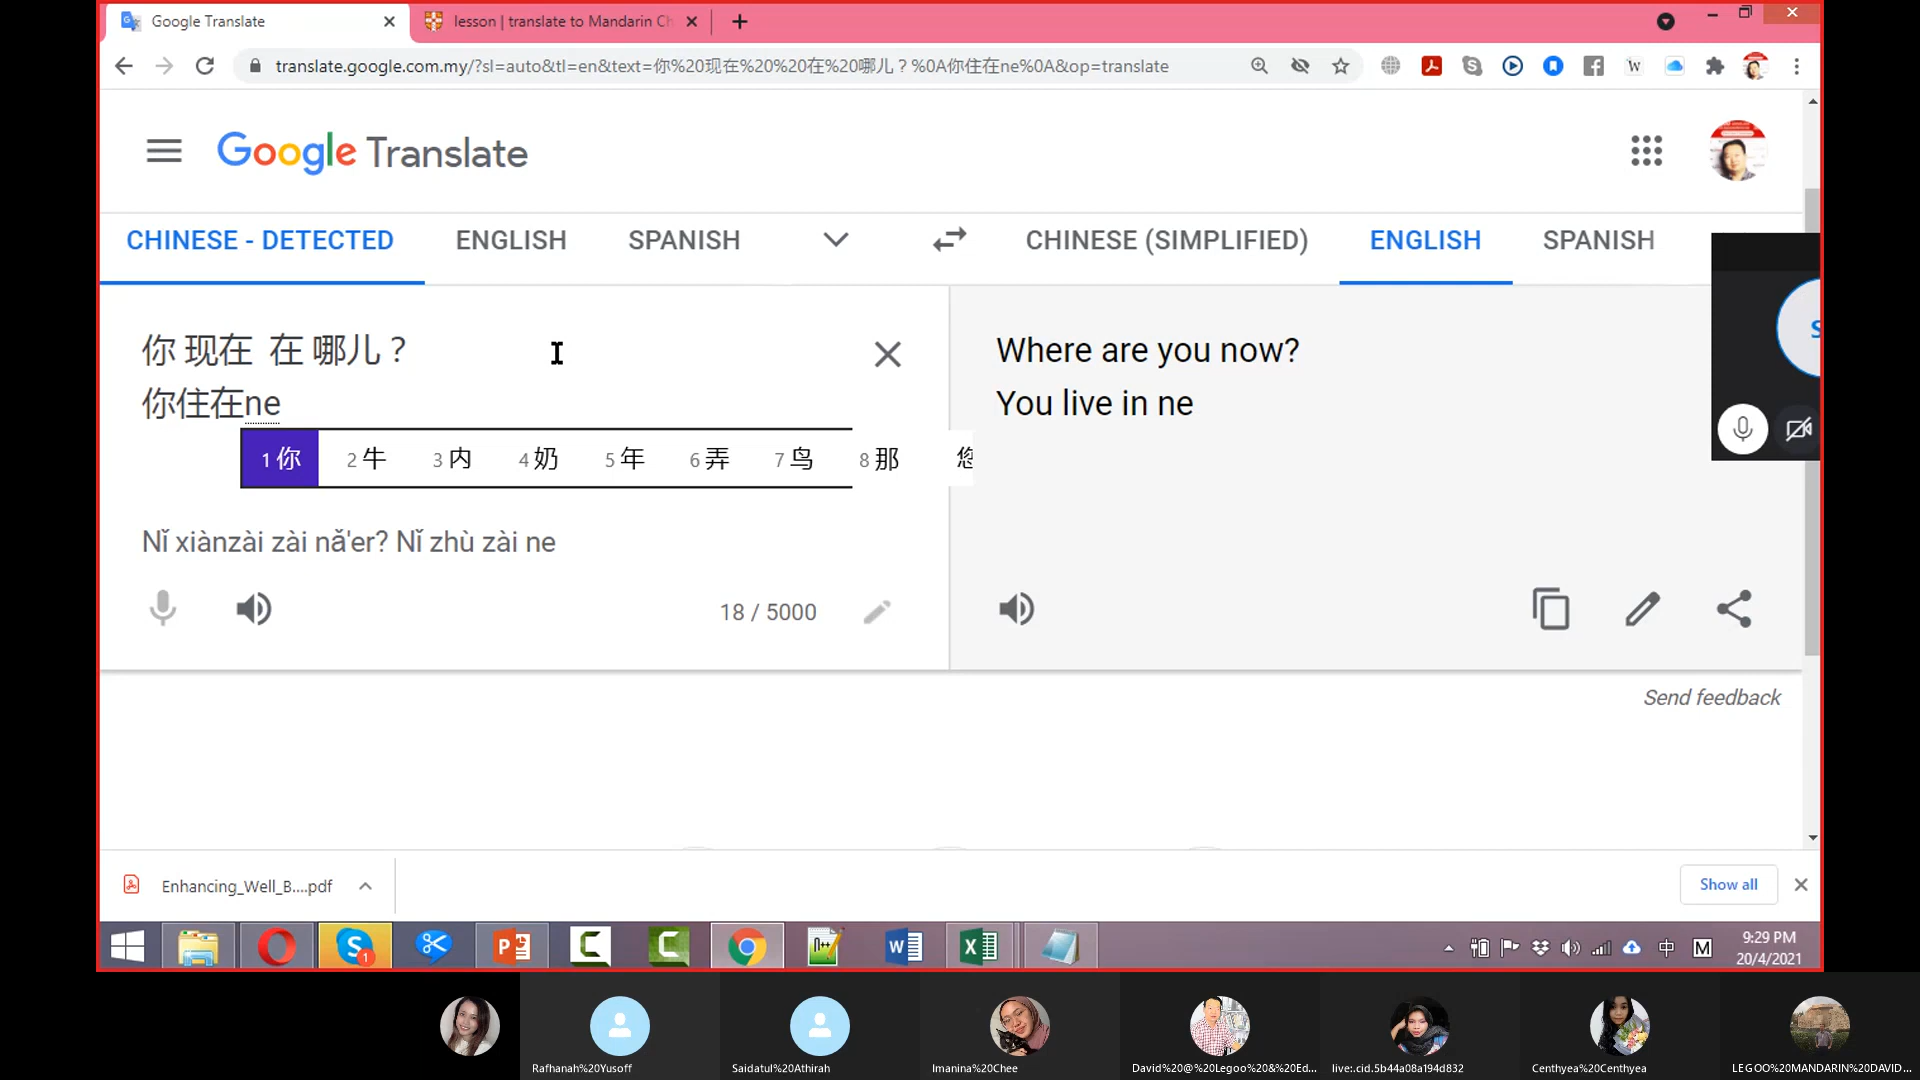 Google Translate
lesson | translate to Mandarin Ch
translate.google.com.my/?sl=auto&tl=en&text=你%20现在%20%20在%20哪儿？%0A你住在ne%0A&op=translate
Google Translate
CHINESE - DETECTED ENGLISH SPANISH CHINESE (SIMPLIFIED) ENGLISH SPANISH
你 现在  在 哪儿？
你住在ne
1 你 2 牛 3 内 4 奶 5 年 6 弄 7 鸟 8 那 您
Nǐ xiànzài zài nǎ'er? Nǐ zhù zài ne
18 / 5000
Where are you now?
You live in ne
S
Send feedback
Enhancing_Well_B....pdf
Show all
中 M
9:29 PM
20/4/2021
Rafhanah%20Yusoff
Saidatul%20Athirah
Imanina%20Chee
David%20@%20Legoo%20&%20Ed...
live:.cid.5b44a08a194d832
Centhyea%20Centhyea
LEGOO%20MANDARIN%20DAVID...